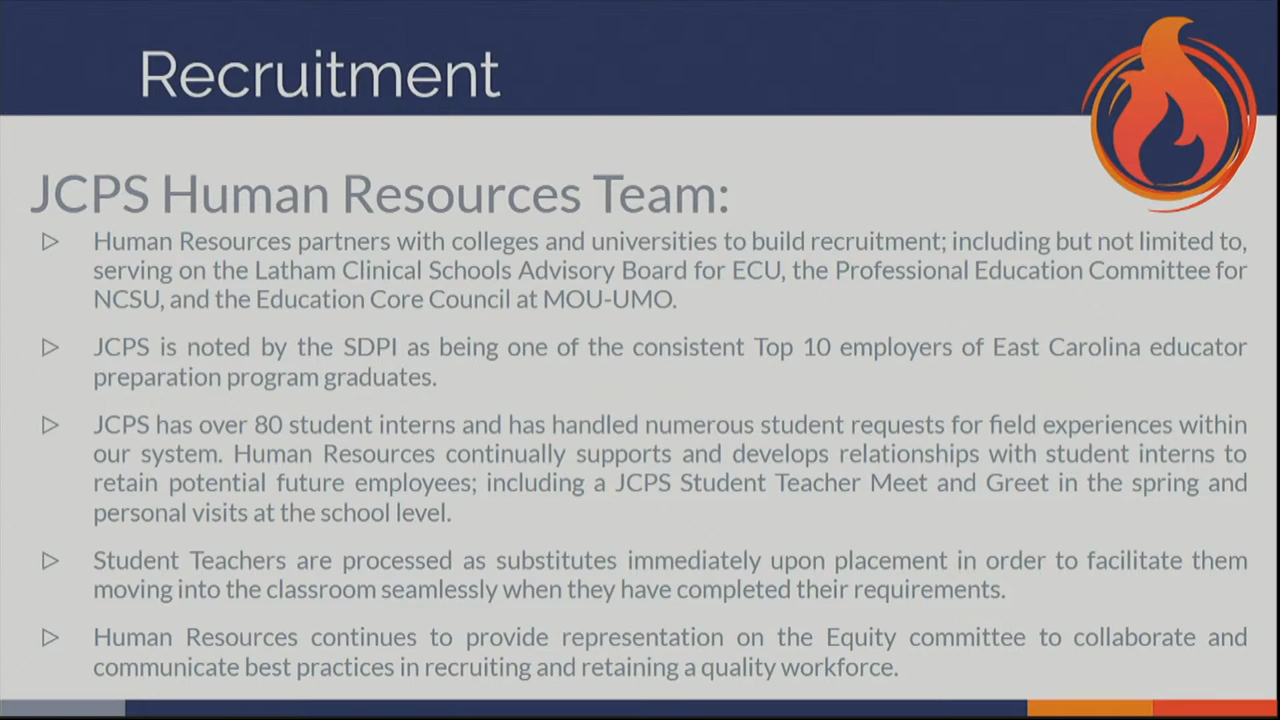 Recruitment
JCPS Human Resources Team:
Human Resources partners with colleges and universities to build recruitment; including but not limited to,
serving on the Latham Clinical Schools Advisory Board for ECU, the Professional Education Committee for
NCSU, and the Education Core Council at MOU-UMO.
JCPS is noted by the SDPI as being one of the consistent Top 10 employers of East Carolina educator
preparation program graduates.
JCPS has over 80 student interns and has handled numerous student requests for field experiences within
our system. Human Resources continually supports and develops relationships with student interns to
retain potential future employees; including a JCPS Student Teacher Meet and Greet in the spring and
personal visits at the school level.
Student Teachers are processed as substitutes immediately upon placement in order to facilitate them
moving into the classroom seamlessly when they have completed their requirements.
Human Resources continues to provide representation on the Equity committee to collaborate and
communicate best practices in recruiting and retaining a quality workforce.